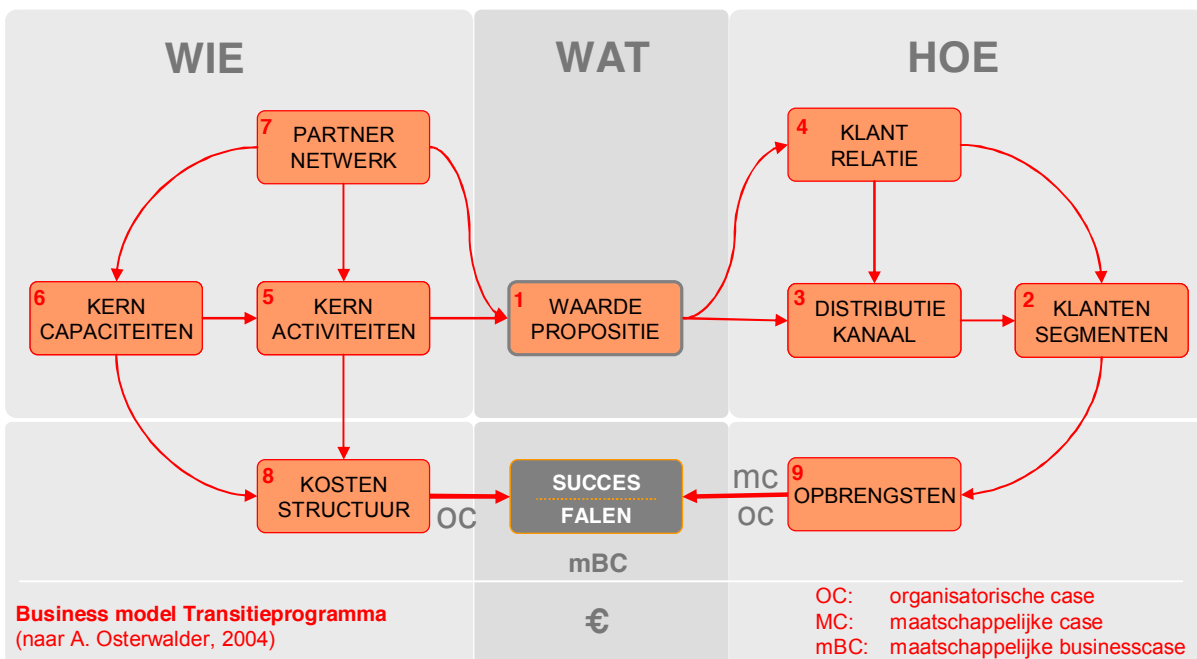 WIE
WAT
HOE
7
PARTNER
NETWERK
4
KLANT
RELATIE
6
KERN
CAPACITEITEN
5
KERN
ACTIVITEITEN
1
WAARDE
PROPOSITIE
3
DISTRIBUTIE
KANAAL
2
KLANTEN
SEGMENTEN
8
KOSTEN
STRUCTUUR
oc
SUCCES
FALEN
mc
oc
9
OPBRENGSTEN
mBC
€
Business model Transitieprogramma
(naar A. Osterwalder, 2004)
OC: organisatorische case
MC: maatschappelijke case
mBC: maatschappelijke businesscase